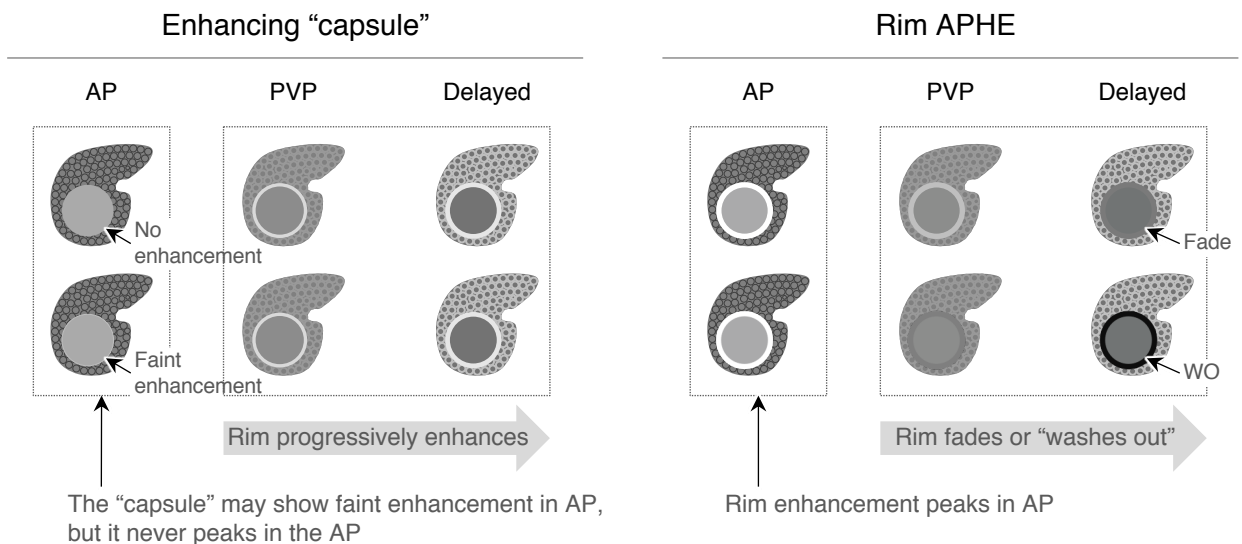 Enhancing “capsule”
AP
PVP
Delayed
No
enhancement
Faint
enhancement
Rim progressively enhances
The “capsule” may show faint enhancement in AP,
but it never peaks in the AP
Rim APHE
AP
PVP
Delayed
Fade
WO
Rim fades or “washes out”
Rim enhancement peaks in AP